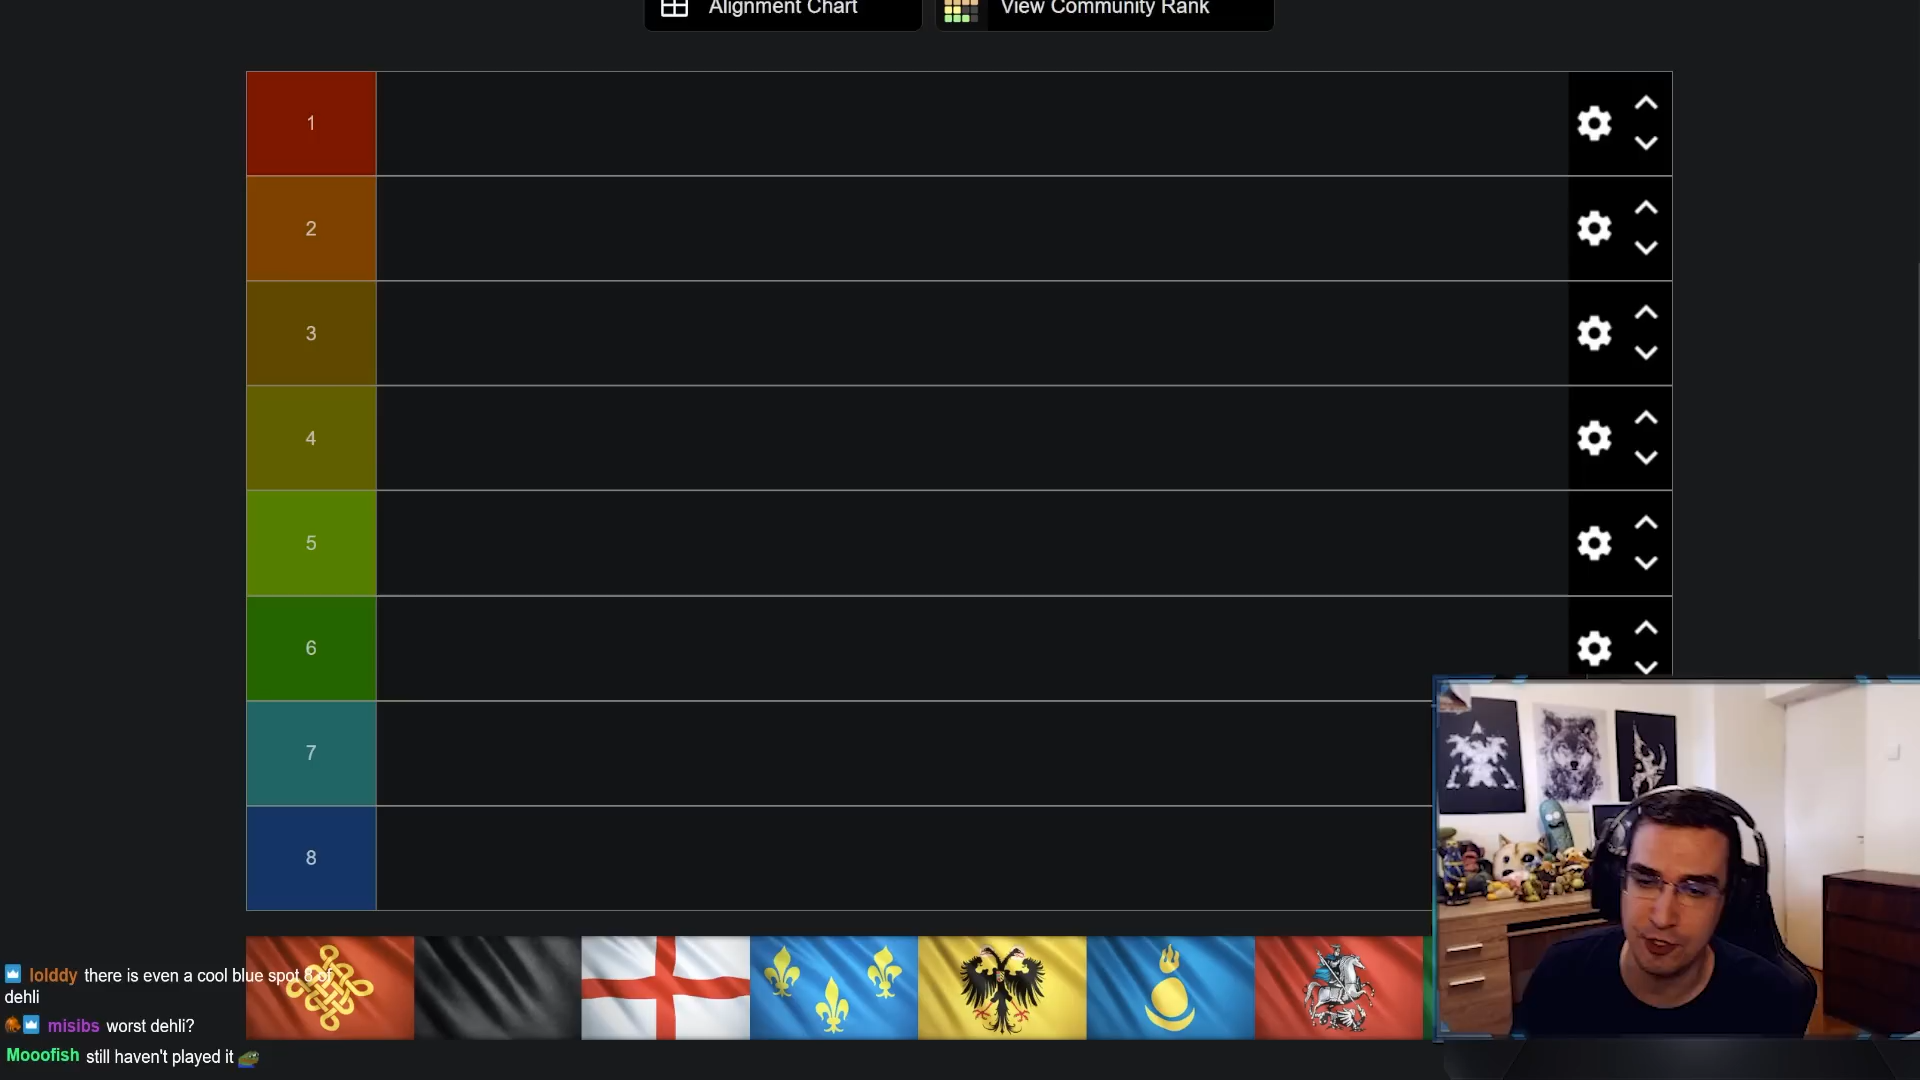 Alignment Chart
View Community Rank
1
2
3
4
5
6
7
8
lolddy there is even a cool blue spot 8 of
dehli
misibs worst dehli?
Mooofish still haven't played it